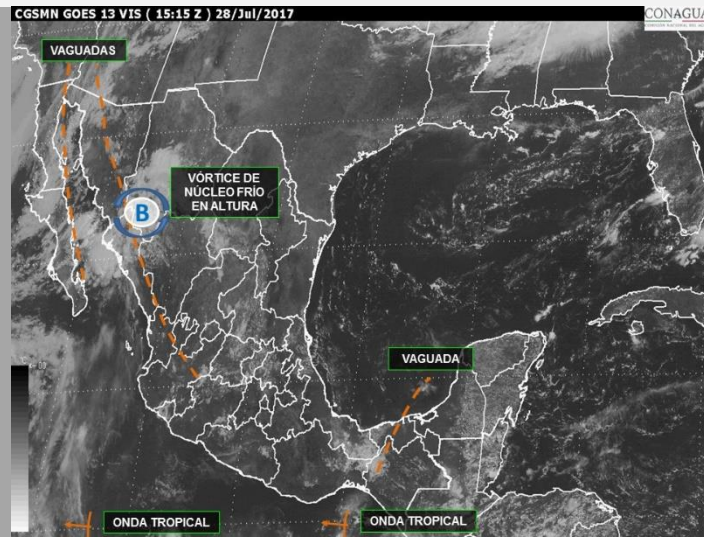 CGSMN GOES 13 VIS ( 15:15 Z ) 28/Jul/2017
CONAGUA
VAGUADAS
VÓRTICE DE
NÚCLEO FRÍO
EN ALTURA
B
VAGUADA
ONDA TROPICAL
ONDA TROPICAL